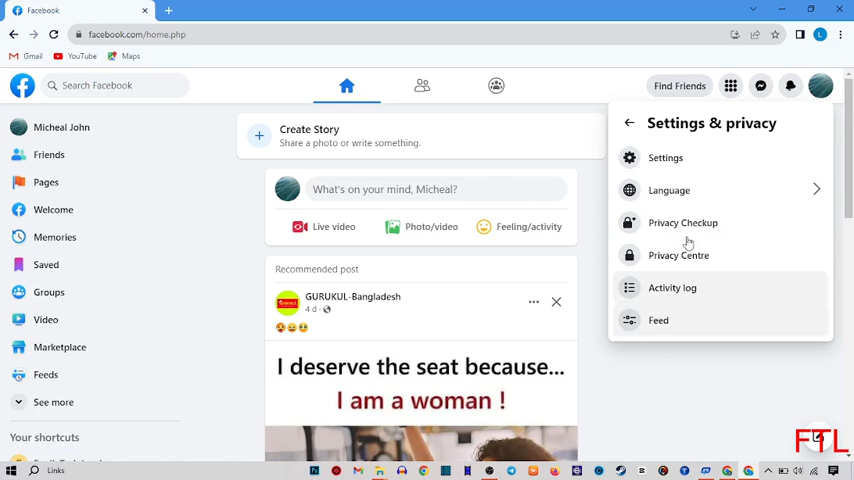 Facebook
facebook.com/home.php
L
Gmail
YouTube
Maps
Search Facebook
Find Friends
Micheal John
Friends
Pages
Welcome
Memories
Saved
Groups
Video
Marketplace
Feeds
See more
Your shortcuts
Create Story
Share a photo or write something.
What's on your mind, Micheal?
Live video
Photo/video
Feeling/activity
Recommended post
GURUKUL-Bangladesh
4 d
I deserve the seat because...
I am a woman !
Settings & privacy
Settings
Language
Privacy Checkup
Privacy Centre
Activity log
Feed
FTL
Links